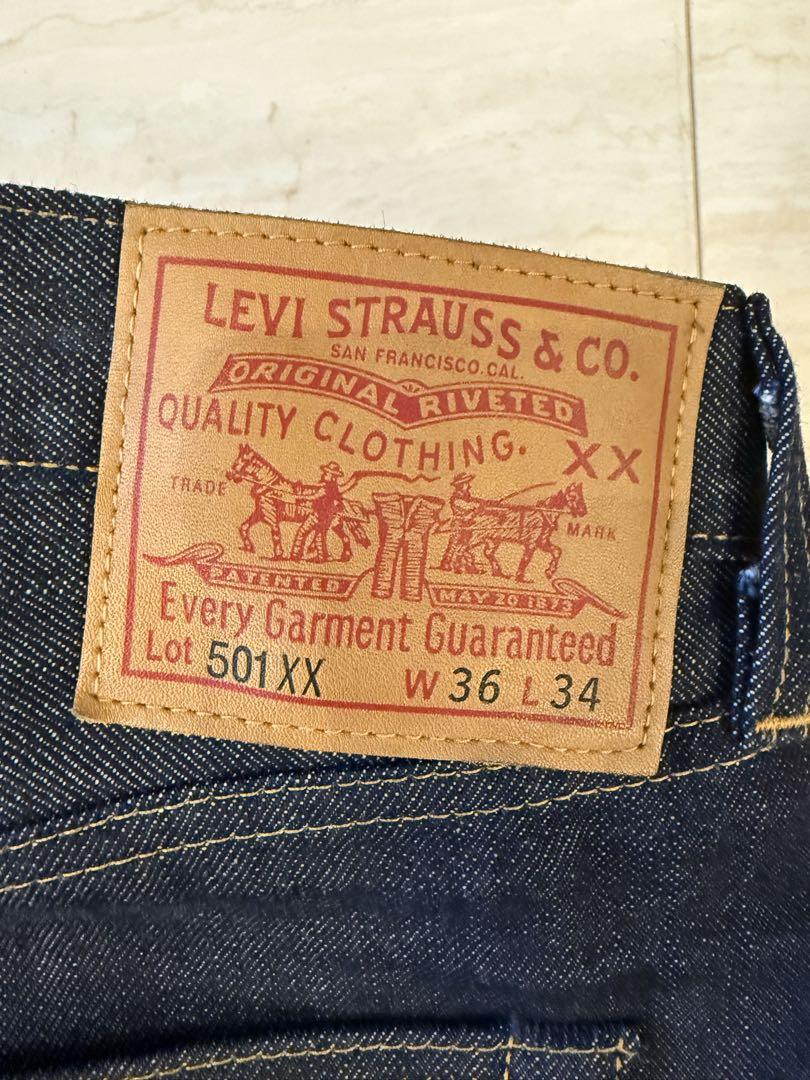 LEVI STRAUSS & CO.
SAN FRANCISCO, CAL.
ORIGINAL RIVETED
QUALITY CLOTHING. XX
TRADE MARK
PATENTED MAY 20 1873
Every Garment Guaranteed
Lot 501XX W 36 L 34